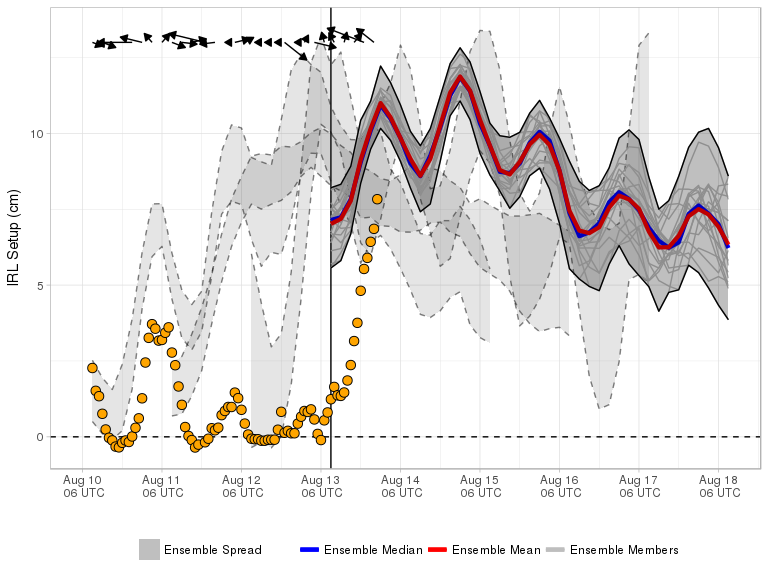 IRL Setup (cm)
10
5
0
Aug 10 Aug 11 Aug 12 Aug 13 Aug 14 Aug 15 Aug 16 Aug 17 Aug 18
06 UTC 06 UTC 06 UTC 06 UTC 06 UTC 06 UTC 06 UTC 06 UTC 06 UTC
Ensemble Spread Ensemble Median Ensemble Mean Ensemble Members